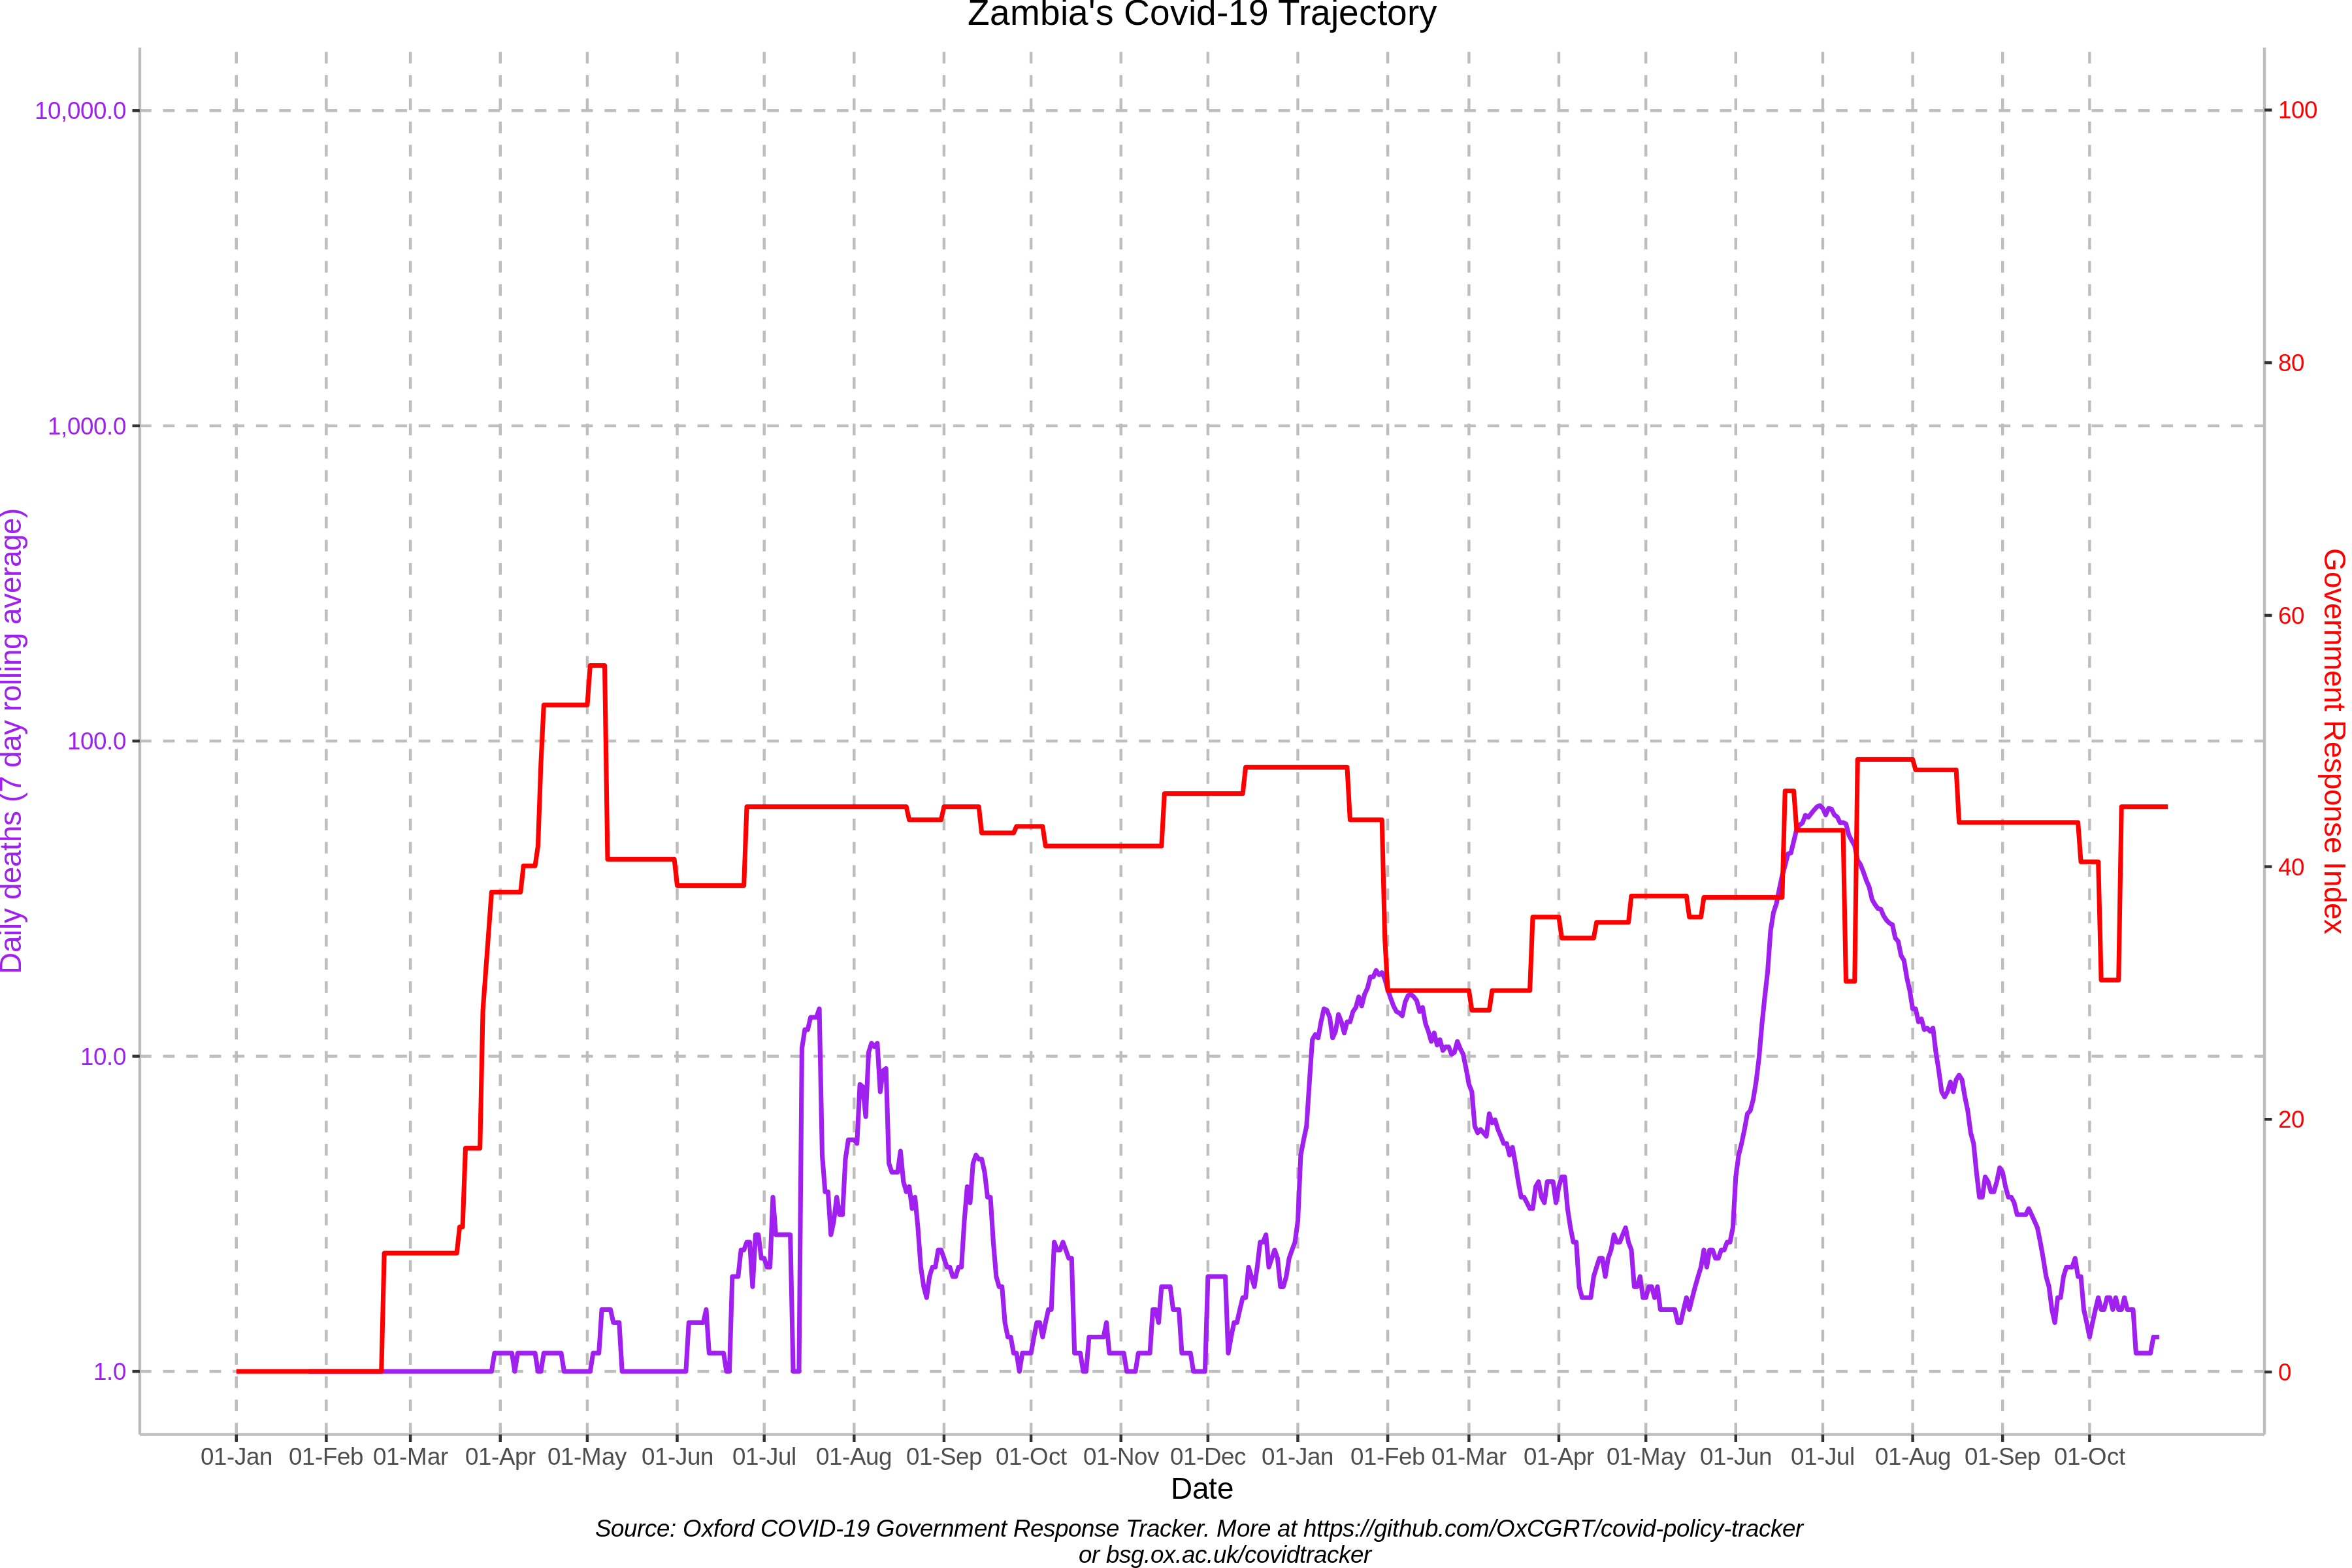 Zambia's Covid-19 Trajectory
10,000.0
1,000.0
100.0
10.0
1.0
Daily deaths (7 day rolling average)
100
80
60
40
20
0
Government Response Index
01-Jan 01-Feb 01-Mar 01-Apr 01-May 01-Jun 01-Jul 01-Aug 01-Sep 01-Oct 01-Nov 01-Dec 01-Jan 01-Feb 01-Mar 01-Apr 01-May 01-Jun 01-Jul 01-Aug 01-Sep 01-Oct
Date
Source: Oxford COVID-19 Government Response Tracker. More at https://github.com/OxCGRT/covid-policy-tracker
or bsg.ox.ac.uk/covidtracker